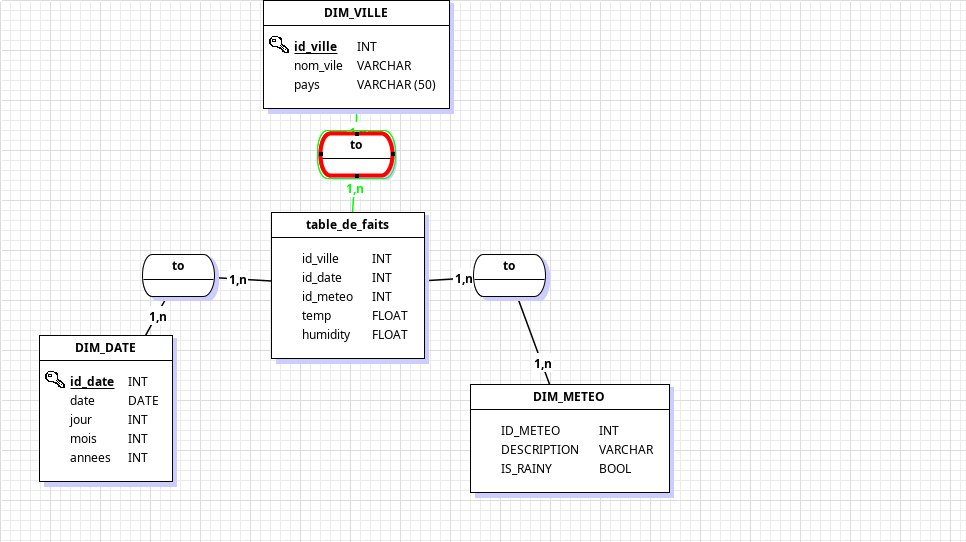 DIM_VILLE
id_ville INT
nom_vile VARCHAR
pays VARCHAR (50)
to
1,n
table_de_faits
id_ville INT
id_date INT
id_meteo INT
temp FLOAT
humidity FLOAT
to
1,n
1,n
to
1,n
1,n
DIM_DATE
id_date INT
date DATE
jour INT
mois INT
annees INT
DIM_METEO
ID_METEO INT
DESCRIPTION VARCHAR
IS_RAINY BOOL